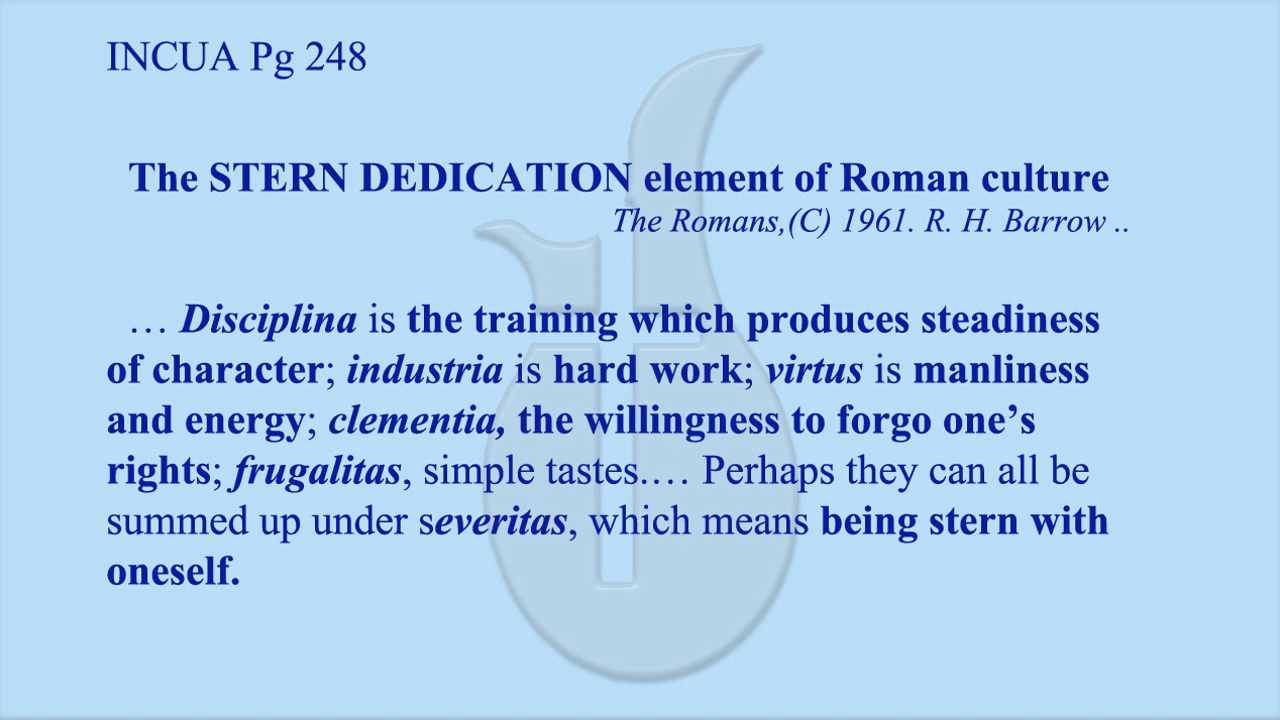 INCUA Pg 248
The STERN DEDICATION element of Roman culture
The Romans,(C) 1961. R. H. Barrow ..
… Disciplina is the training which produces steadiness
of character; industria is hard work; virtus is manliness
and energy; clementia, the willingness to forgo one’s
rights; frugalitas, simple tastes.… Perhaps they can all be
summed up under severitas, which means being stern with
oneself.